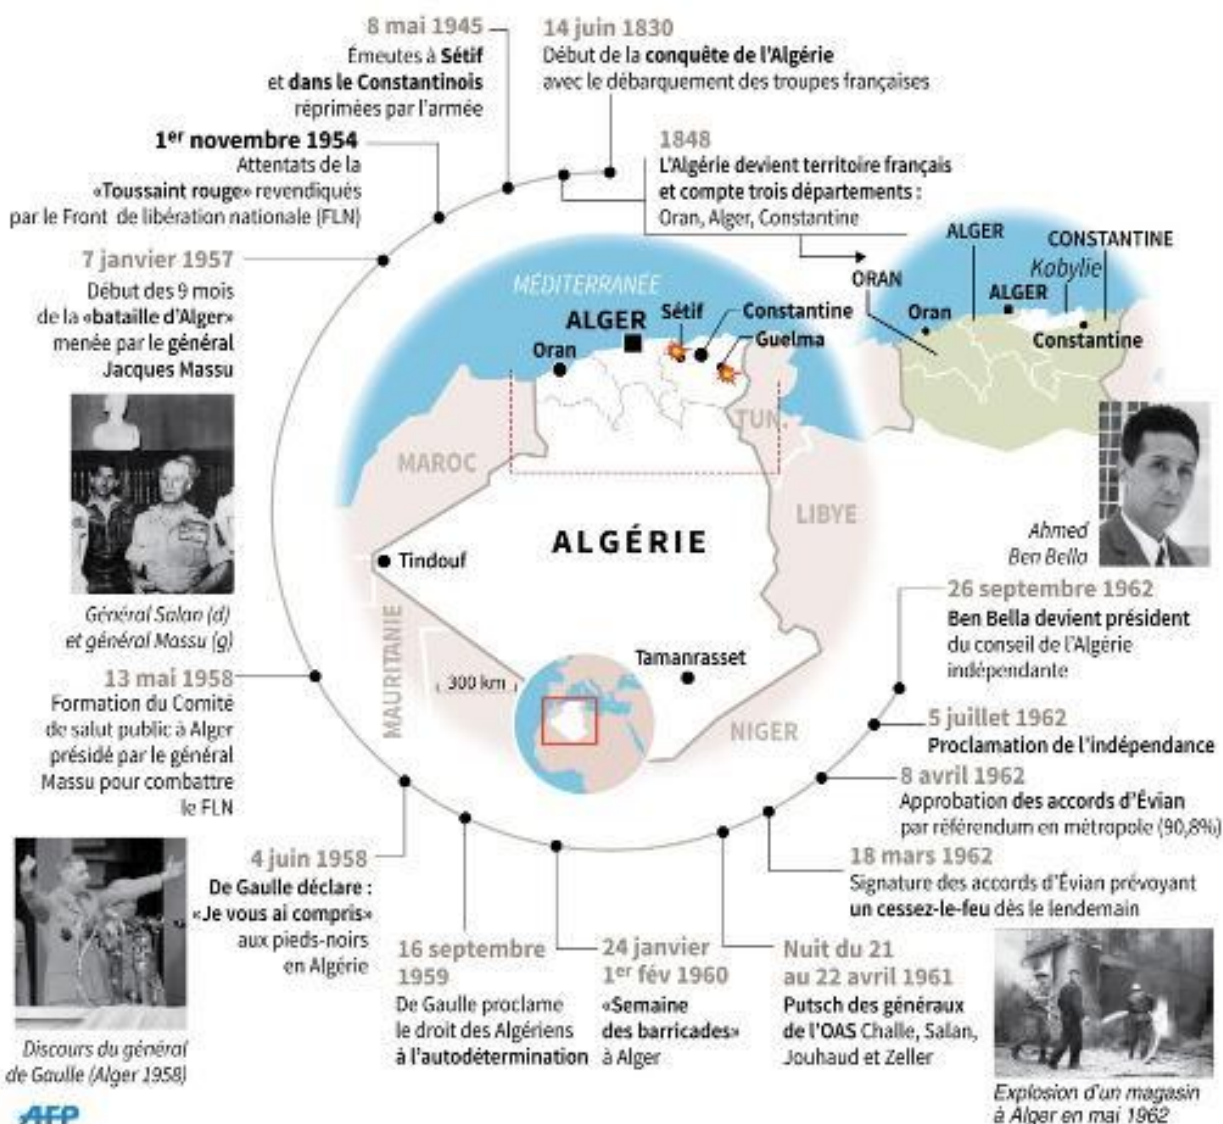 8 mai 1945
Émeutes à Sétif
et dans le Constantinois
réprimées par l'armée
14 juin 1830
Début de la conquête de l'Algérie
avec le débarquement des troupes françaises
1er novembre 1954
Attentats de la
«Toussaint rouge» revendiqués
par le Front de libération nationale (FLN)
1848
L'Algérie devient territoire français
et compte trois départements :
Oran, Alger, Constantine
7 janvier 1957
Début des 9 mois
de la «bataille d'Alger»
menée par le général
Jacques Massu
MÉDITERRANÉE
ALGER
Sétif
Constantine
Guelma
Oran
TUN.
MAROC
LIBYE
ALGÉRIE
Tindouf
Tamanrasset
MAURITANIE
300 km
NIGER
ALGER
CONSTANTINE
Kabylie
ORAN
ALGER
Oran
Constantine
Ahmed
Ben Bella
Général Salan (d)
et général Massu (g)
13 mai 1958
Formation du Comité
de salut public à Alger
présidé par le général
Massu pour combattre
le FLN
4 juin 1958
De Gaulle déclare :
«Je vous ai compris»
aux pieds-noirs
en Algérie
Discours du général
de Gaulle (Alger 1958)
16 septembre
1959
De Gaulle proclame
le droit des Algériens
à l'autodétermination
24 janvier
1er fév 1960
«Semaine
des barricades»
à Alger
Nuit du 21
au 22 avril 1961
Putsch des généraux
de l'OAS Challe, Salan,
Jouhaud et Zeller
18 mars 1962
Signature des accords d'Évian prévoyant
un cessez-le-feu dès le lendemain
8 avril 1962
Approbation des accords d'Évian
par référendum en métropole (90,8%)
5 juillet 1962
Proclamation de l'indépendance
26 septembre 1962
Ben Bella devient président
du conseil de l'Algérie
indépendante
Explosion d'un magasin
à Alger en mai 1962
AFP